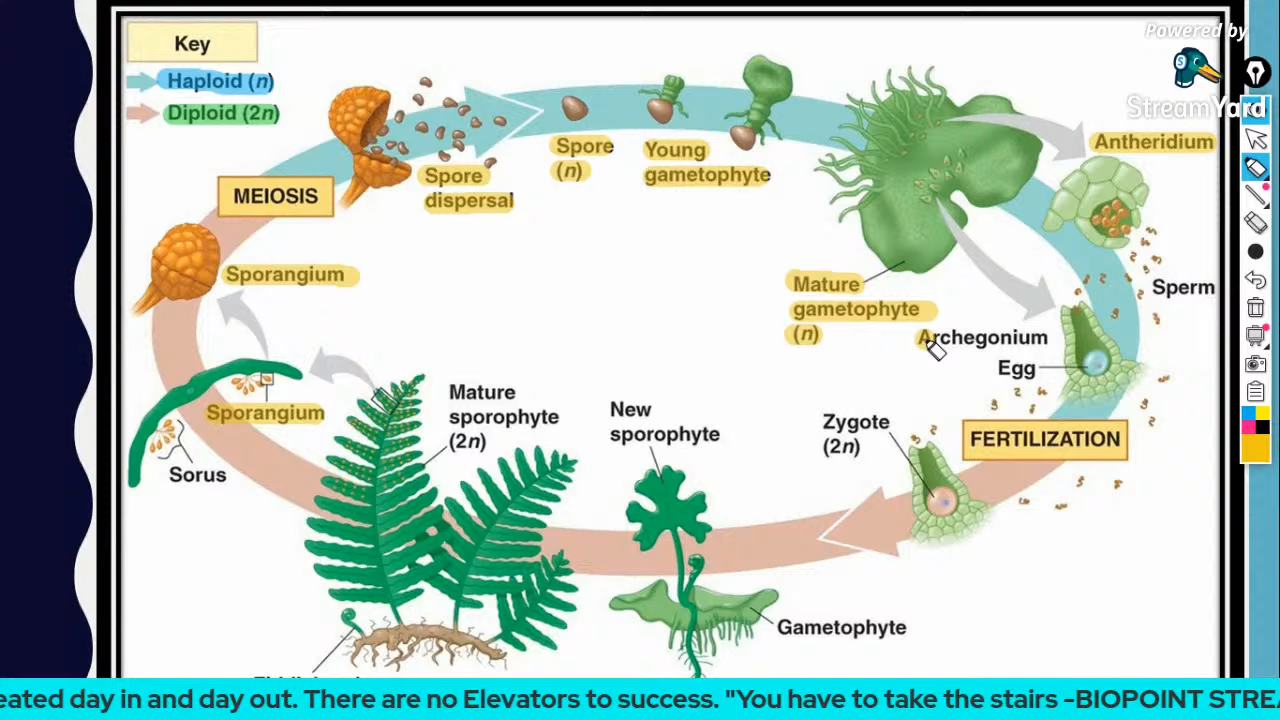 Powered by
StreamYard
Key
Haploid (n)
Diploid (2n)
MEIOSIS
Spore
dispersal
Spore
(n)
Young
gametophyte
Antheridium
Sporangium
Mature
gametophyte
(n)
Sperm
Archegonium
Egg
Sporangium
Sorus
Mature
sporophyte
(2n)
New
sporophyte
Zygote
(2n)
FERTILIZATION
Gametophyte
eated day in and day out. There are no Elevators to success. "You have to take the stairs -BIOPOINT STREA